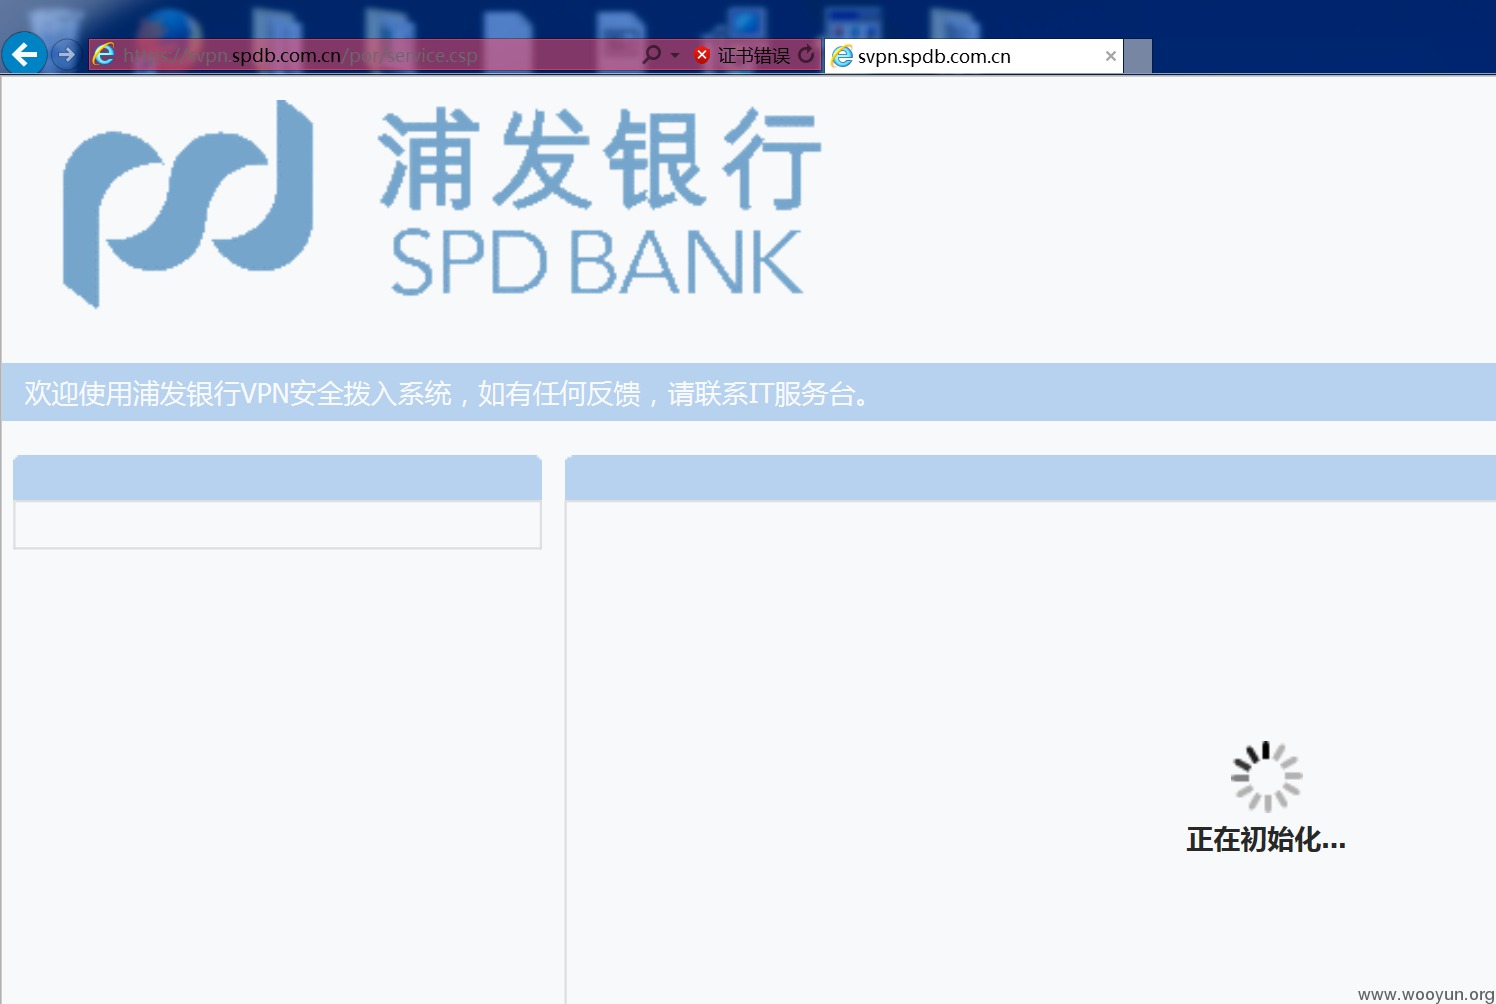 https://svpn.spdb.com.cn/por/service.csp
证书错误
svpn.spdb.com.cn
浦发银行
SPD BANK
欢迎使用浦发银行VPN安全拨入系统，如有任何反馈，请联系IT服务台。
正在初始化...
www.wooyun.org